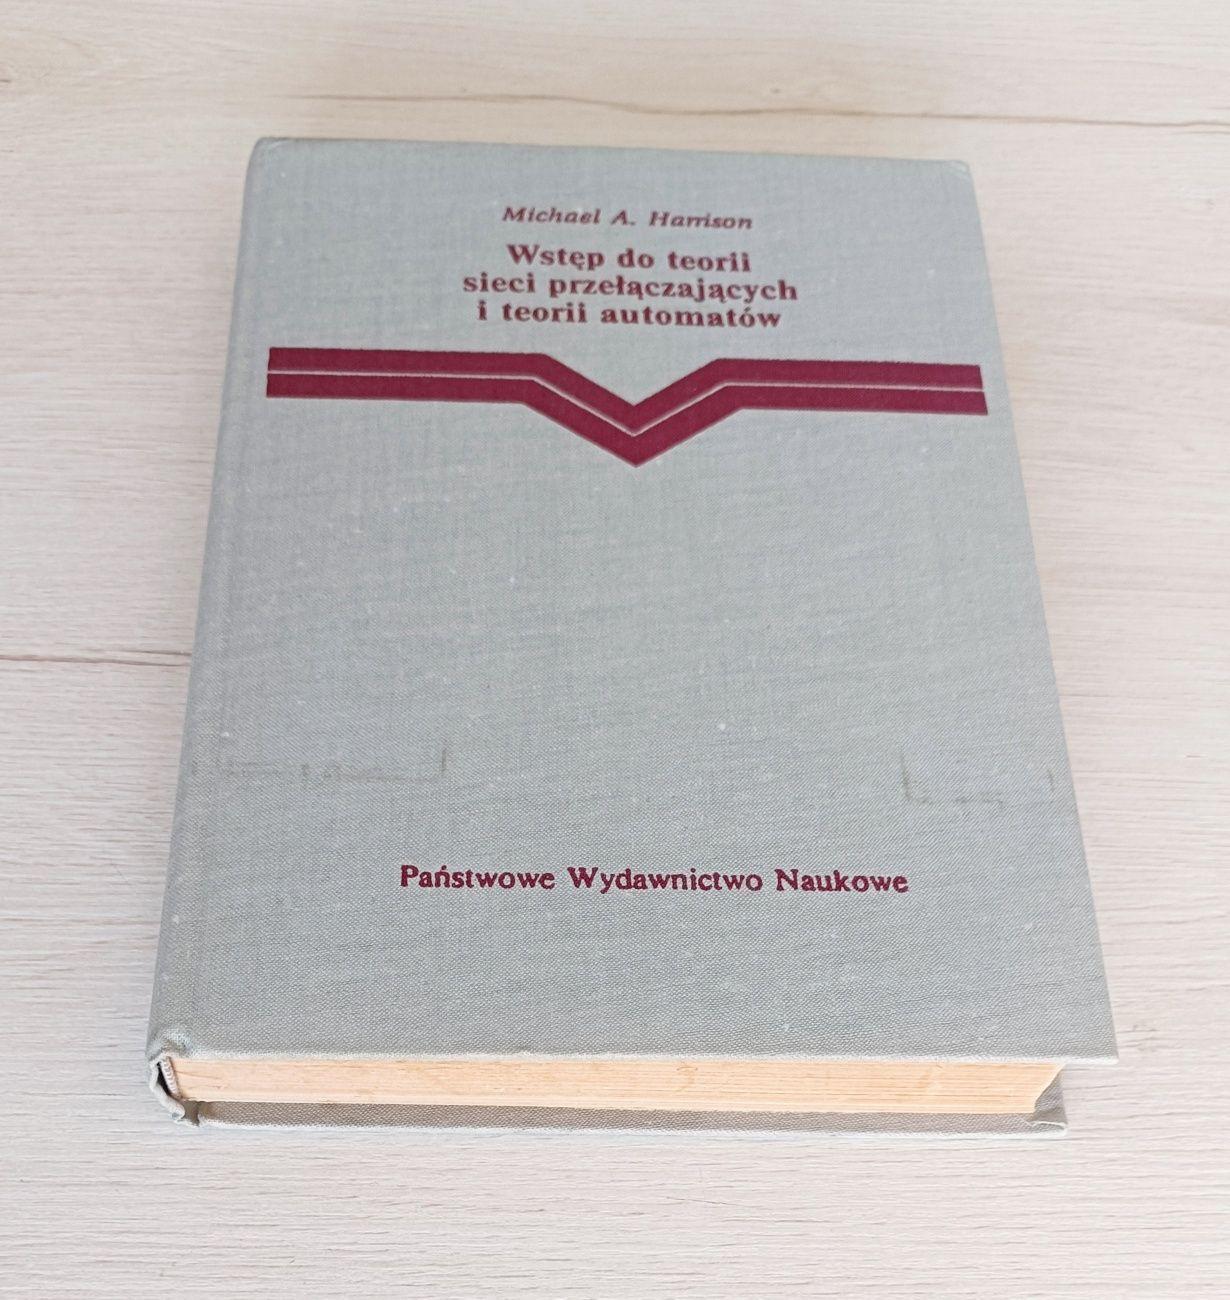 Michael A. Harrison
Wstęp do teorii
sieci przełączających
i teorii automatów
Państwowe Wydawnictwo Naukowe